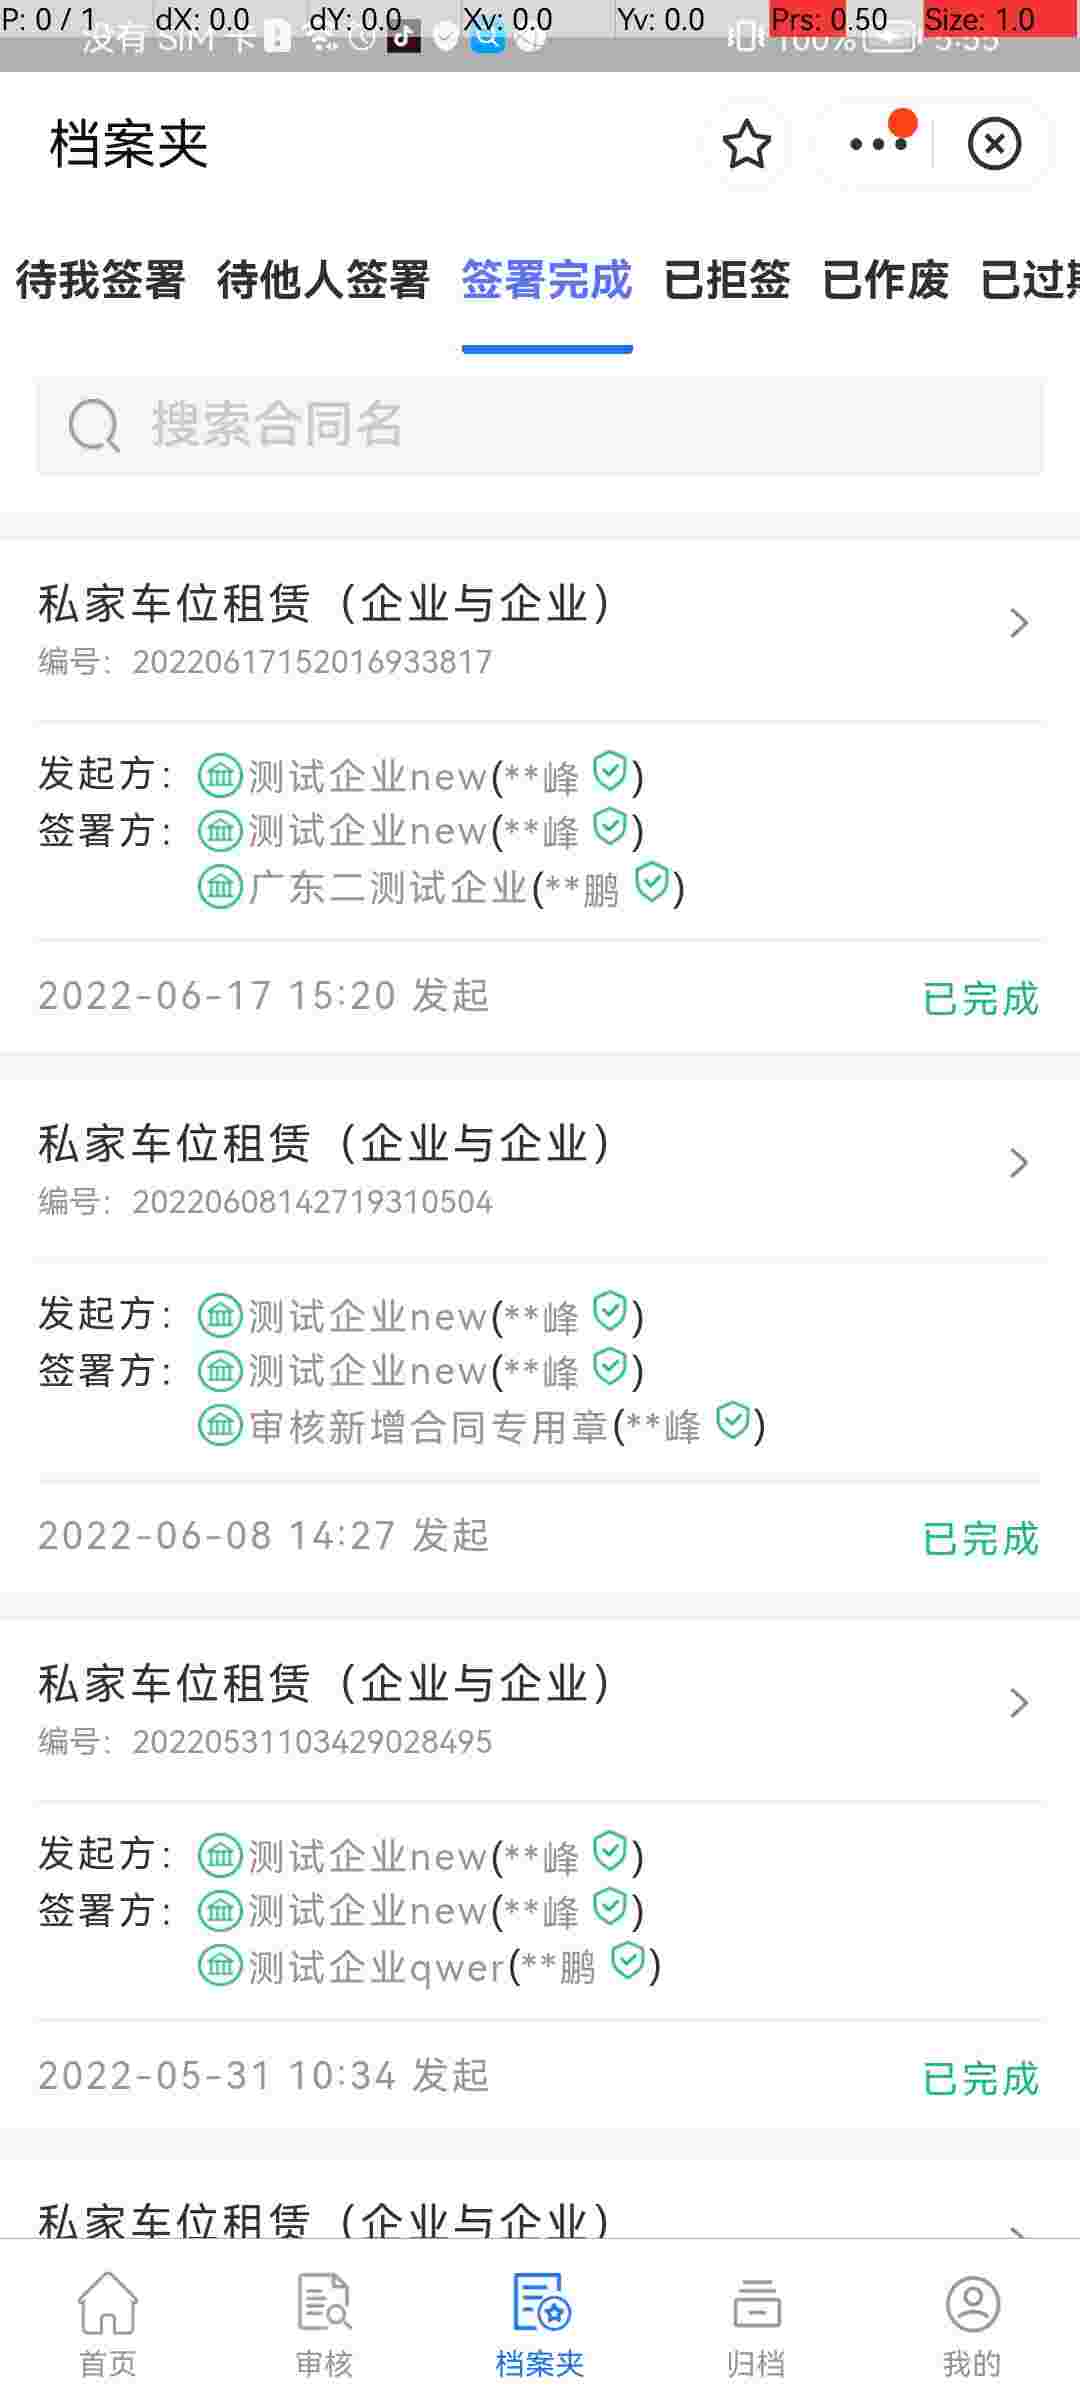 P: 0 / 1 dX: 0.0 dY: 0.0 Xv: 0.0 Yv: 0.0 Prs: 0.50 Size: 1.0
没有 SIM 卡 100% 5:35
档案夹
待我签署 待他人签署 签署完成 已拒签 已作废 已过期
搜索合同名
私家车位租赁（企业与企业）
编号：20220617152016933817
发起方：测试企业new(**峰)
签署方：测试企业new(**峰)
广东二测试企业(**鹏)
2022-06-17 15:20 发起 已完成
私家车位租赁（企业与企业）
编号：20220608142719310504
发起方：测试企业new(**峰)
签署方：测试企业new(**峰)
审核新增合同专用章(**峰)
2022-06-08 14:27 发起 已完成
私家车位租赁（企业与企业）
编号：20220531103429028495
发起方：测试企业new(**峰)
签署方：测试企业new(**峰)
测试企业qwer(**鹏)
2022-05-31 10:34 发起 已完成
私家车位租赁（企业与企业）
首页 审核 档案夹 归档 我的